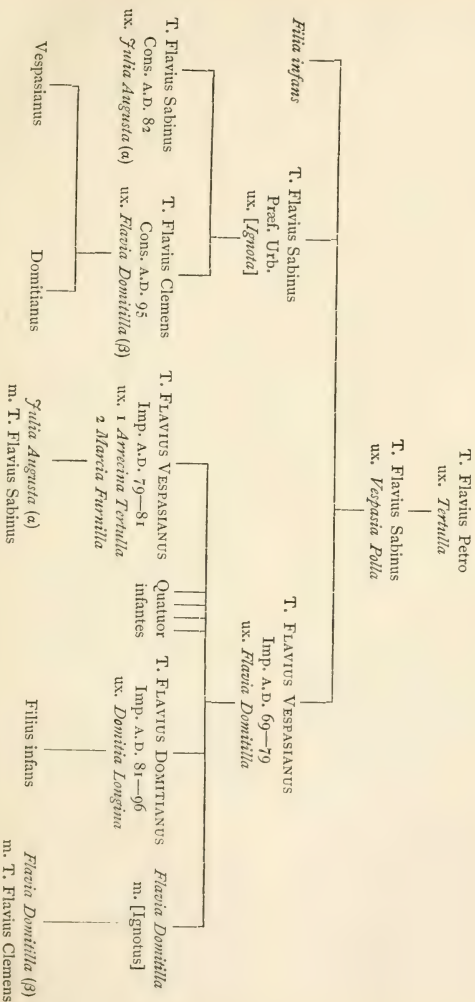 T. Flavius Petro
ux. Tertulla
T. Flavius Sabinus
ux. Vespasia Polla
Filia infans
T. Flavius Sabinus
Præf. Urb.
ux. [Ignota]
T. FLAVIUS VESPASIANUS
Imp. A.D. 69—79
ux. Flavia Domitilla
T. Flavius Sabinus
Cons. A.D. 82
ux. Julia Augusta (α)
T. Flavius Clemens
Cons. A.D. 95
ux. Flavia Domitilla (β)
T. FLAVIUS VESPASIANUS
Imp. A.D. 79—81
ux. 1 Arrecina Tertulla
2 Marcia Furnilla
Quatuor
infantes
T. FLAVIUS DOMITIANUS
Imp. A.D. 81—96
ux. Domitia Longina
Flavia Domitilla
m. [Ignotus]
Vespasianus
Domitianus
Julia Augusta (α)
m. T. Flavius Sabinus
Filius infans
Flavia Domitilla (β)
m. T. Flavius Clemens